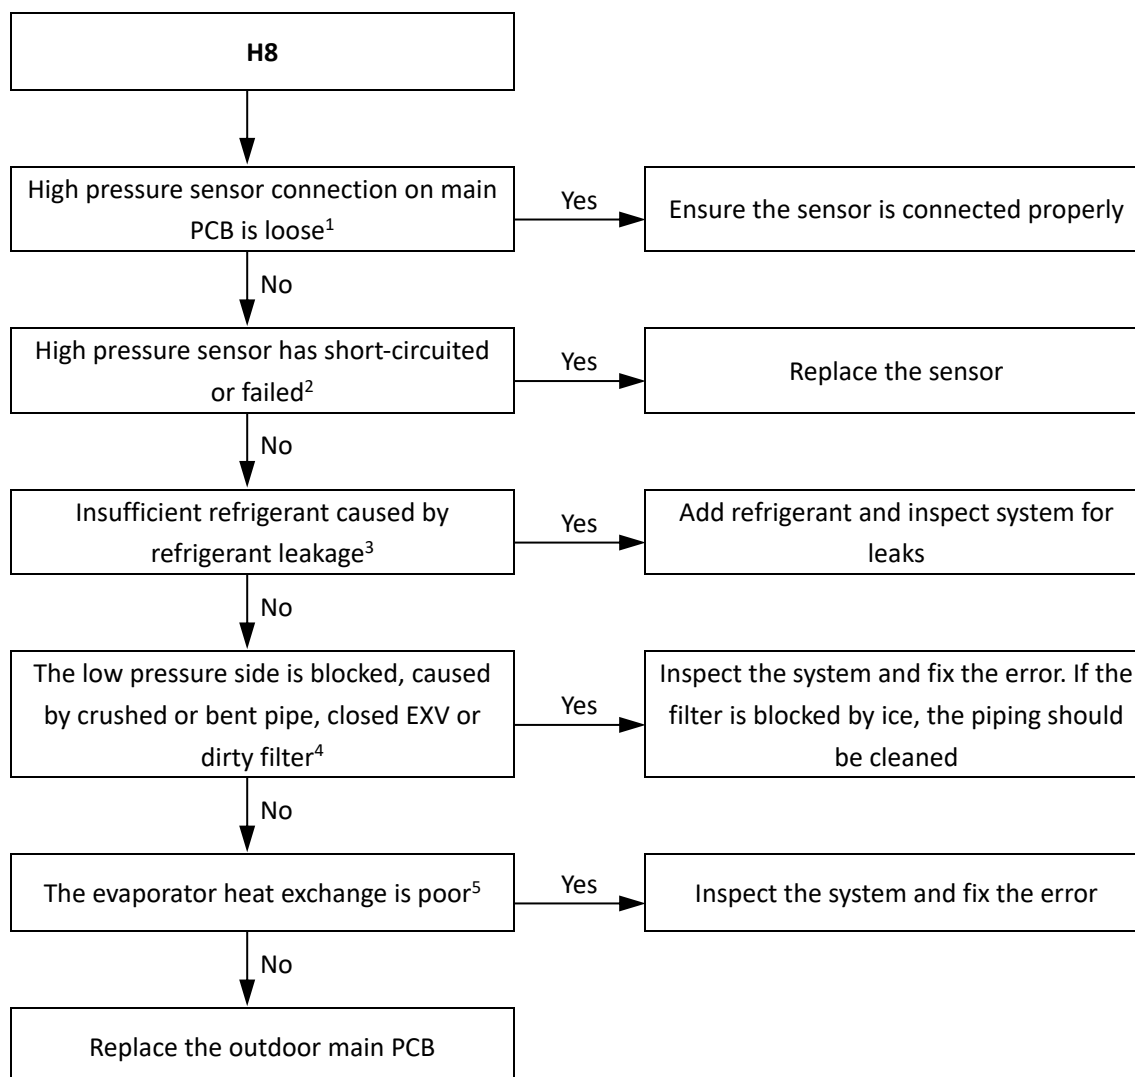 H8
High pressure sensor connection on main
PCB is loose¹
Yes
Ensure the sensor is connected properly
No
High pressure sensor has short-circuited
or failed²
Yes
Replace the sensor
No
Insufficient refrigerant caused by
refrigerant leakage³
Yes
Add refrigerant and inspect system for
leaks
No
The low pressure side is blocked, caused
by crushed or bent pipe, closed EXV or
dirty filter⁴
Yes
Inspect the system and fix the error. If the
filter is blocked by ice, the piping should
be cleaned
No
The evaporator heat exchange is poor⁵
Yes
Inspect the system and fix the error
No
Replace the outdoor main PCB